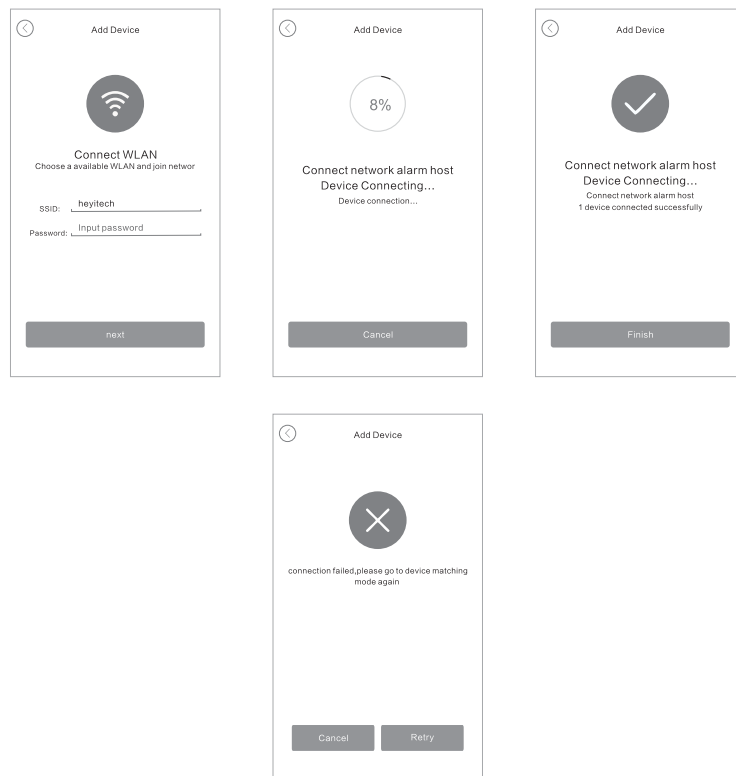 Add Device
Connect WLAN
Choose a available WLAN and join networ
SSID: heyitech
Password: Input password
next
Add Device
8%
Connect network alarm host
Device Connecting...
Device connection...
Cancel
Add Device
Connect network alarm host
Device Connecting...
Connect network alarm host
1 device connected successfully
Finish
Add Device
connection failed,please go to device matching
mode again
Cancel
Retry